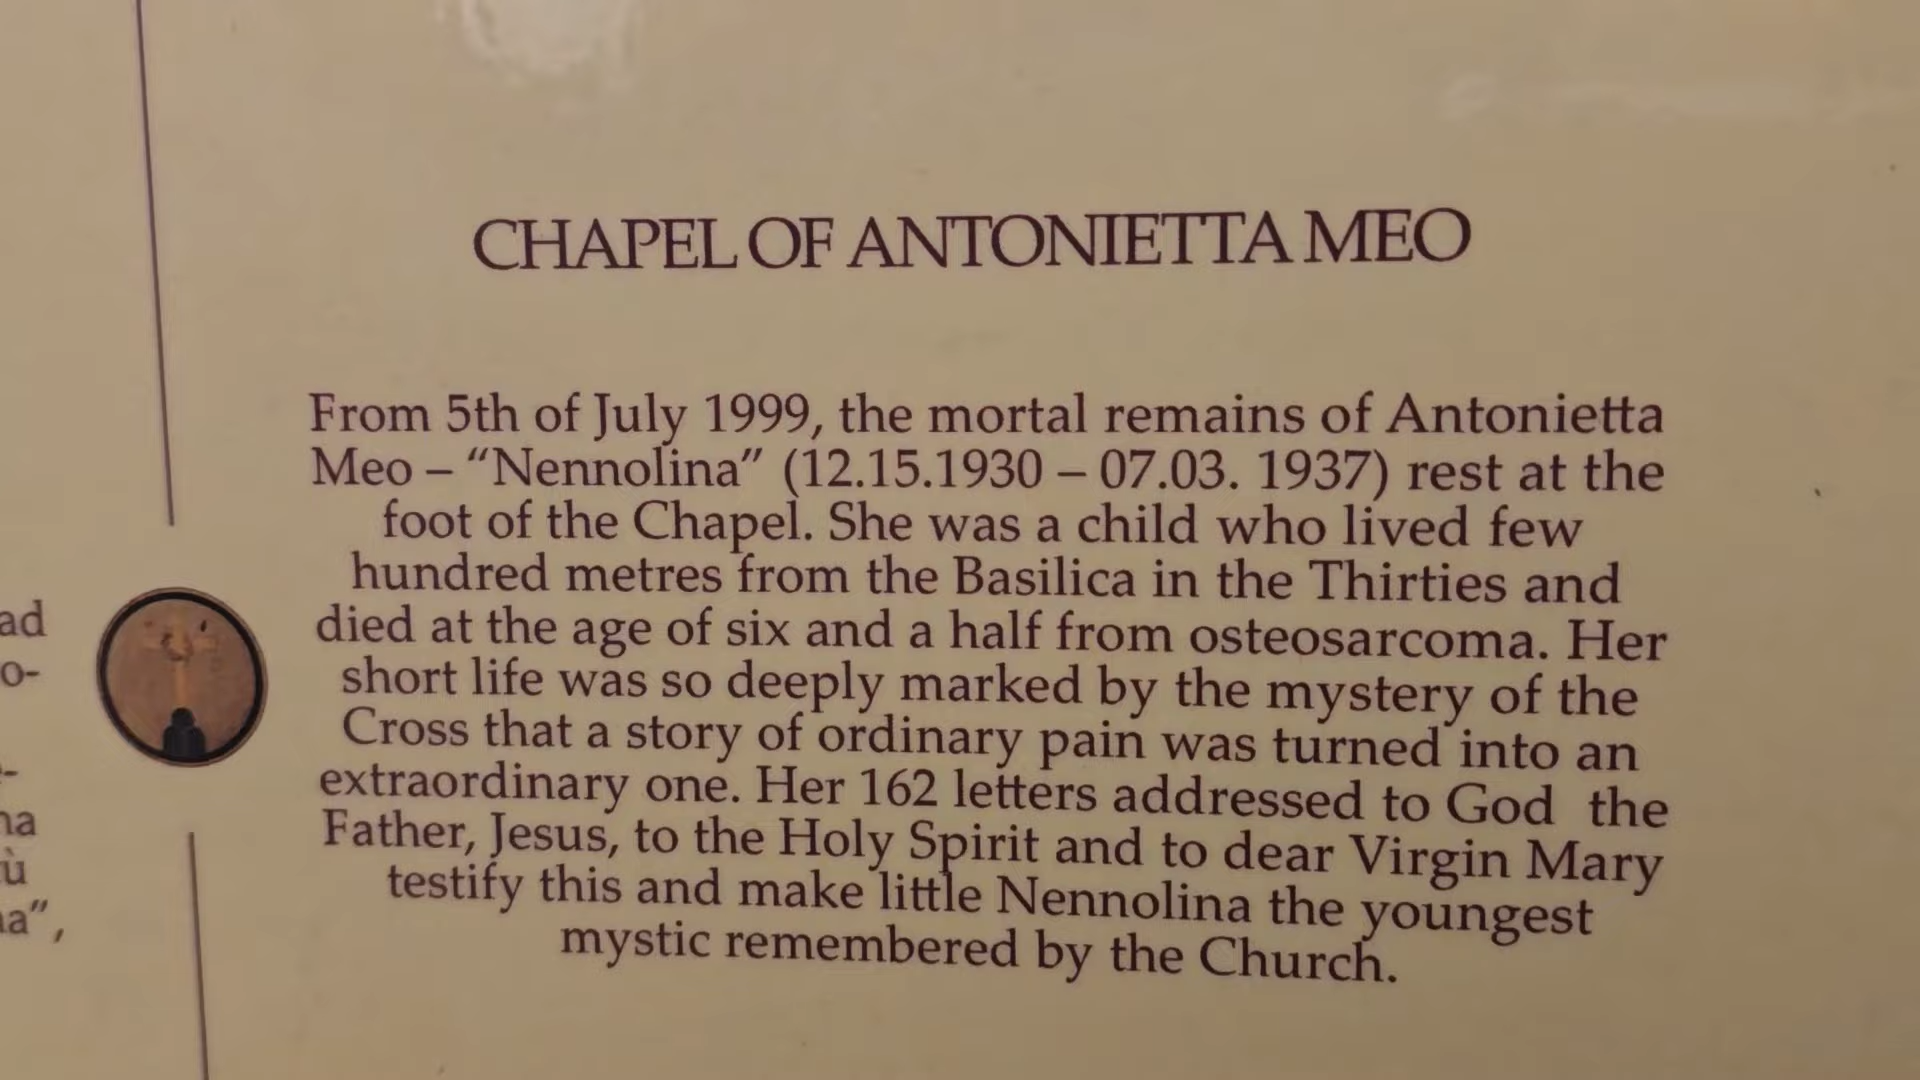 CHAPEL OF ANTONIETTA MEO
From 5th of July 1999, the mortal remains of Antonietta
Meo – “Nennolina” (12.15.1930 – 07.03. 1937) rest at the
foot of the Chapel. She was a child who lived few
hundred metres from the Basilica in the Thirties and
died at the age of six and a half from osteosarcoma. Her
short life was so deeply marked by the mystery of the
Cross that a story of ordinary pain was turned into an
extraordinary one. Her 162 letters addressed to God  the
Father, Jesus, to the Holy Spirit and to dear Virgin Mary
testify this and make little Nennolina the youngest
mystic remembered by the Church.